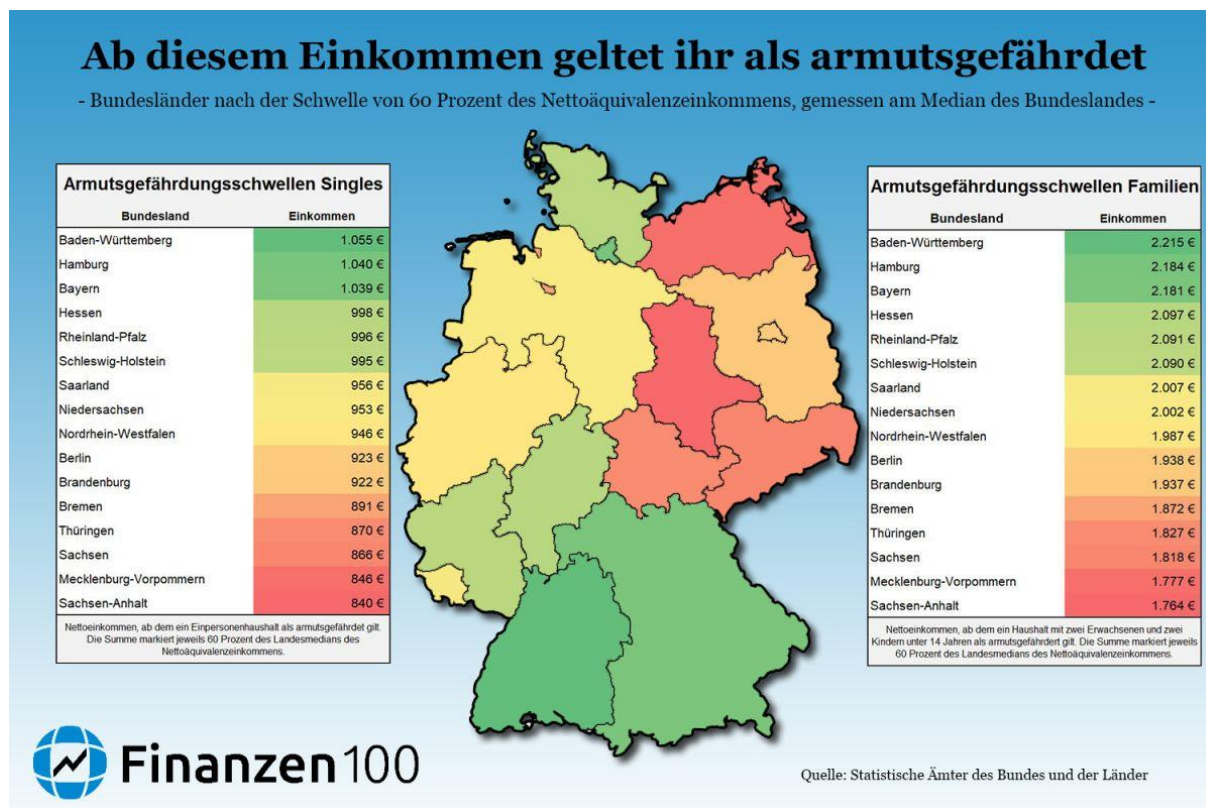 Ab diesem Einkommen geltet ihr als armutsgefährdet
- Bundesländer nach der Schwelle von 60 Prozent des Nettoäquivalenzeinkommens, gemessen am Median des Bundeslandes -
Armutsgefährdungsschwellen Singles
Bundesland Einkommen
Baden-Württemberg 1.055 €
Hamburg 1.040 €
Bayern 1.039 €
Hessen 998 €
Rheinland-Pfalz 996 €
Schleswig-Holstein 995 €
Saarland 956 €
Niedersachsen 953 €
Nordrhein-Westfalen 946 €
Berlin 923 €
Brandenburg 922 €
Bremen 891 €
Thüringen 870 €
Sachsen 866 €
Mecklenburg-Vorpommern 846 €
Sachsen-Anhalt 840 €
Nettoeinkommen, ab dem ein Einpersonenhaushalt als armutsgefährdet gilt.
Die Summe markiert jeweils 60 Prozent des Landesmedians des
Nettoäquivalenzeinkommens.
Armutsgefährdungsschwellen Familien
Bundesland Einkommen
Baden-Württemberg 2.215 €
Hamburg 2.184 €
Bayern 2.181 €
Hessen 2.097 €
Rheinland-Pfalz 2.091 €
Schleswig-Holstein 2.090 €
Saarland 2.007 €
Niedersachsen 2.002 €
Nordrhein-Westfalen 1.987 €
Berlin 1.938 €
Brandenburg 1.937 €
Bremen 1.872 €
Thüringen 1.827 €
Sachsen 1.818 €
Mecklenburg-Vorpommern 1.777 €
Sachsen-Anhalt 1.764 €
Nettoeinkommen, ab dem ein Haushalt mit zwei Erwachsenen und zwei
Kindern unter 14 Jahren als armutsgefährdert gilt. Die Summe markiert jeweils
60 Prozent des Landesmedians des Nettoäquivalenzeinkommens.
Finanzen100
Quelle: Statistische Ämter des Bundes und der Länder